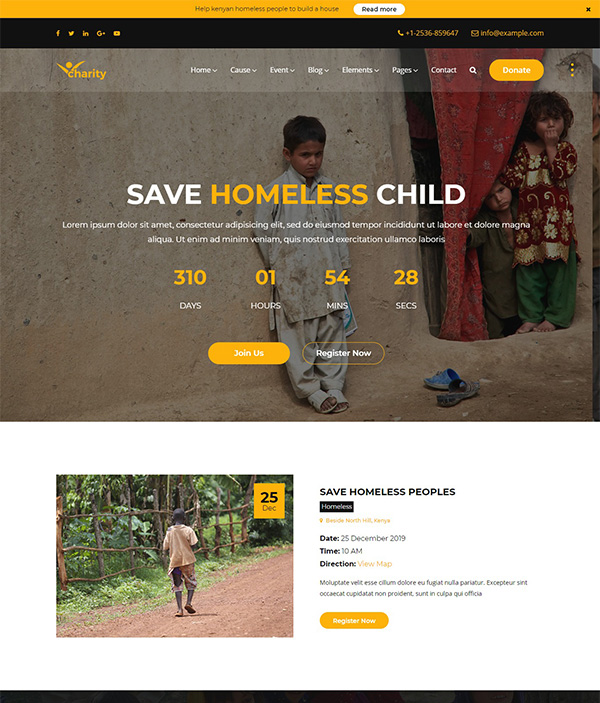 Help kenyan homeless people to build a house Read more
+1-2536-859647 info@example.com
charity Home Cause Event Blog Elements Pages Contact Donate
SAVE HOMELESS CHILD
Lorem ipsum dolor sit amet, consectetur adipisicing elit, sed do eiusmod tempor incididunt ut labore et dolore magna
aliqua. Ut enim ad minim veniam, quis nostrud exercitation ullamco laboris
310 01 54 28
DAYS HOURS MINS SECS
Join Us Register Now
25
Dec
SAVE HOMELESS PEOPLES
Homeless
Beside North Hill, Kenya
Date: 25 December 2019
Time: 10 AM
Direction: View Map
Moluptate velit esse cillum dolore eu fugiat nulla pariatur. Excepteur sint
occaecat cupidatat non proident, sunt in culpa qui officia
Register Now